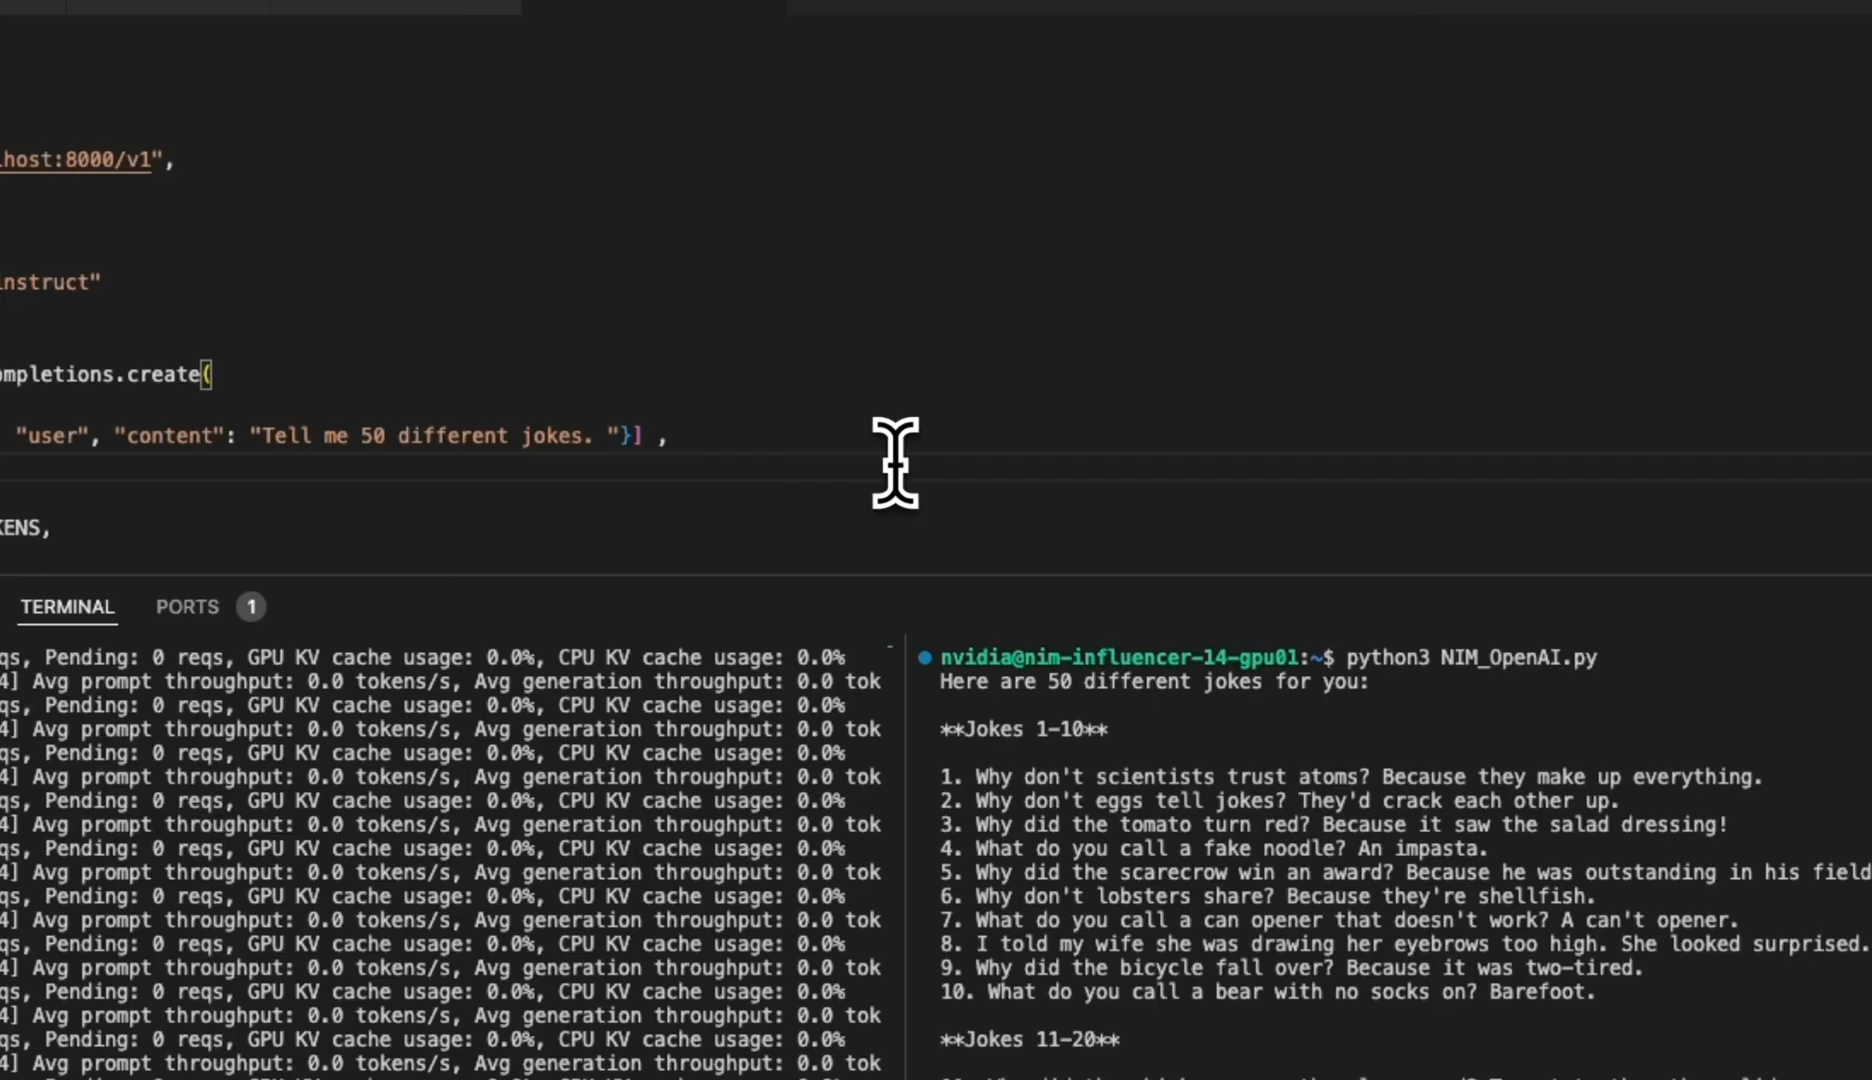 lhost:8000/v1",
instruct"
ompletions.create(
"user", "content": "Tell me 50 different jokes. "}] ,
KENS,
TERMINAL PORTS 1
qs, Pending: 0 reqs, GPU KV cache usage: 0.0%, CPU KV cache usage: 0.0%
4] Avg prompt throughput: 0.0 tokens/s, Avg generation throughput: 0.0 tok
qs, Pending: 0 reqs, GPU KV cache usage: 0.0%, CPU KV cache usage: 0.0%
4] Avg prompt throughput: 0.0 tokens/s, Avg generation throughput: 0.0 tok
qs, Pending: 0 reqs, GPU KV cache usage: 0.0%, CPU KV cache usage: 0.0%
4] Avg prompt throughput: 0.0 tokens/s, Avg generation throughput: 0.0 tok
qs, Pending: 0 reqs, GPU KV cache usage: 0.0%, CPU KV cache usage: 0.0%
4] Avg prompt throughput: 0.0 tokens/s, Avg generation throughput: 0.0 tok
qs, Pending: 0 reqs, GPU KV cache usage: 0.0%, CPU KV cache usage: 0.0%
4] Avg prompt throughput: 0.0 tokens/s, Avg generation throughput: 0.0 tok
qs, Pending: 0 reqs, GPU KV cache usage: 0.0%, CPU KV cache usage: 0.0%
4] Avg prompt throughput: 0.0 tokens/s, Avg generation throughput: 0.0 tok
qs, Pending: 0 reqs, GPU KV cache usage: 0.0%, CPU KV cache usage: 0.0%
4] Avg prompt throughput: 0.0 tokens/s, Avg generation throughput: 0.0 tok
qs, Pending: 0 reqs, GPU KV cache usage: 0.0%, CPU KV cache usage: 0.0%
4] Avg prompt throughput: 0.0 tokens/s, Avg generation throughput: 0.0 tok
qs, Pending: 0 reqs, GPU KV cache usage: 0.0%, CPU KV cache usage: 0.0%
4] Avg prompt throughput: 0.0 tokens/s, Avg generation throughput: 0.0 tok
nvidia@nim-influencer-14-gpu01:~$ python3 NIM_OpenAI.py
Here are 50 different jokes for you:
**Jokes 1-10**
1. Why don't scientists trust atoms? Because they make up everything.
2. Why don't eggs tell jokes? They'd crack each other up.
3. Why did the tomato turn red? Because it saw the salad dressing!
4. What do you call a fake noodle? An impasta.
5. Why did the scarecrow win an award? Because he was outstanding in his field
6. Why don't lobsters share? Because they're shellfish.
7. What do you call a can opener that doesn't work? A can't opener.
8. I told my wife she was drawing her eyebrows too high. She looked surprised.
9. Why did the bicycle fall over? Because it was two-tired.
10. What do you call a bear with no socks on? Barefoot.
**Jokes 11-20**